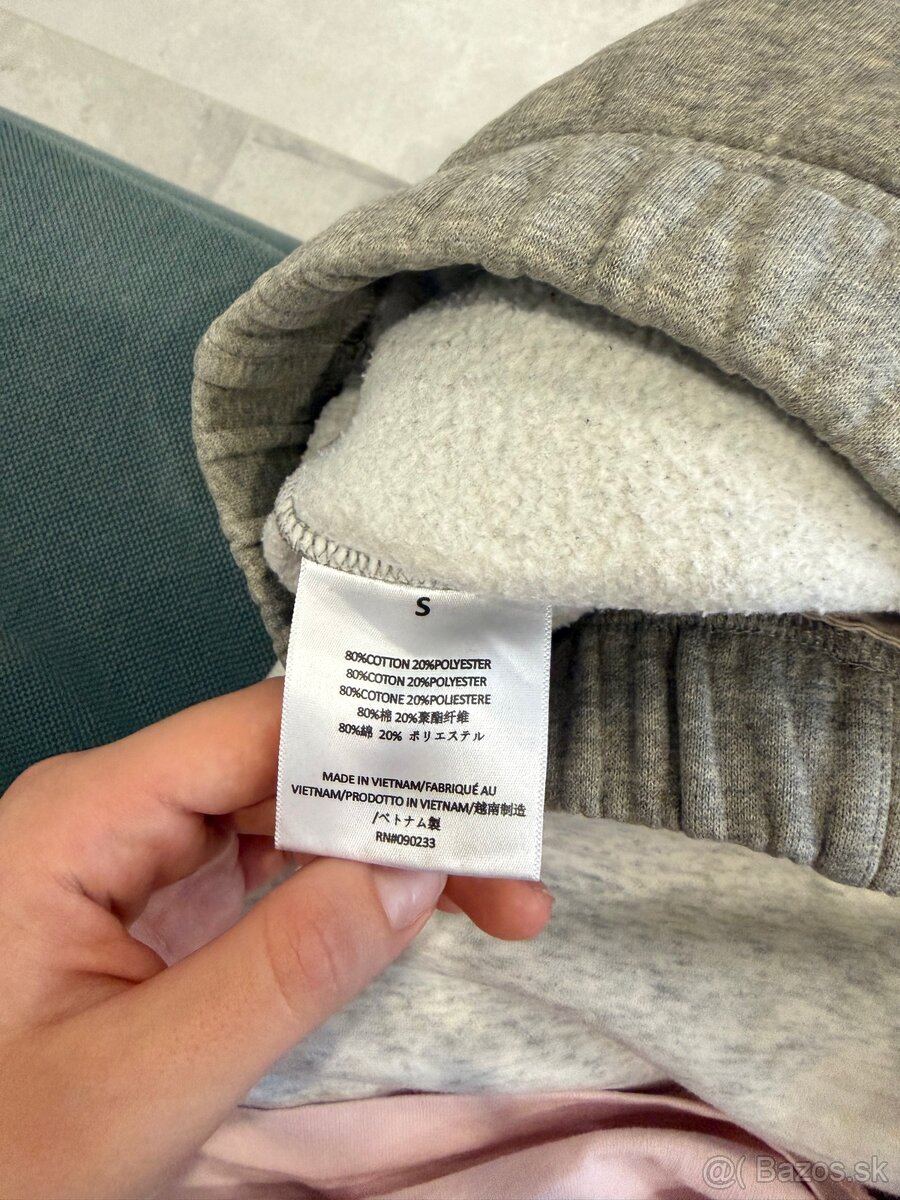 S
80%COTTON 20%POLYESTER
80%COTON 20%POLYESTER
80%COTONE 20%POLIESTERE
80%棉 20%聚酯纤维
80%綿 20% ポリエステル
MADE IN VIETNAM/FABRIQUÉ AU
VIETNAM/PRODOTTO IN VIETNAM/越南制造
/ベトナム製
RN#090233
@( Bazos.sk